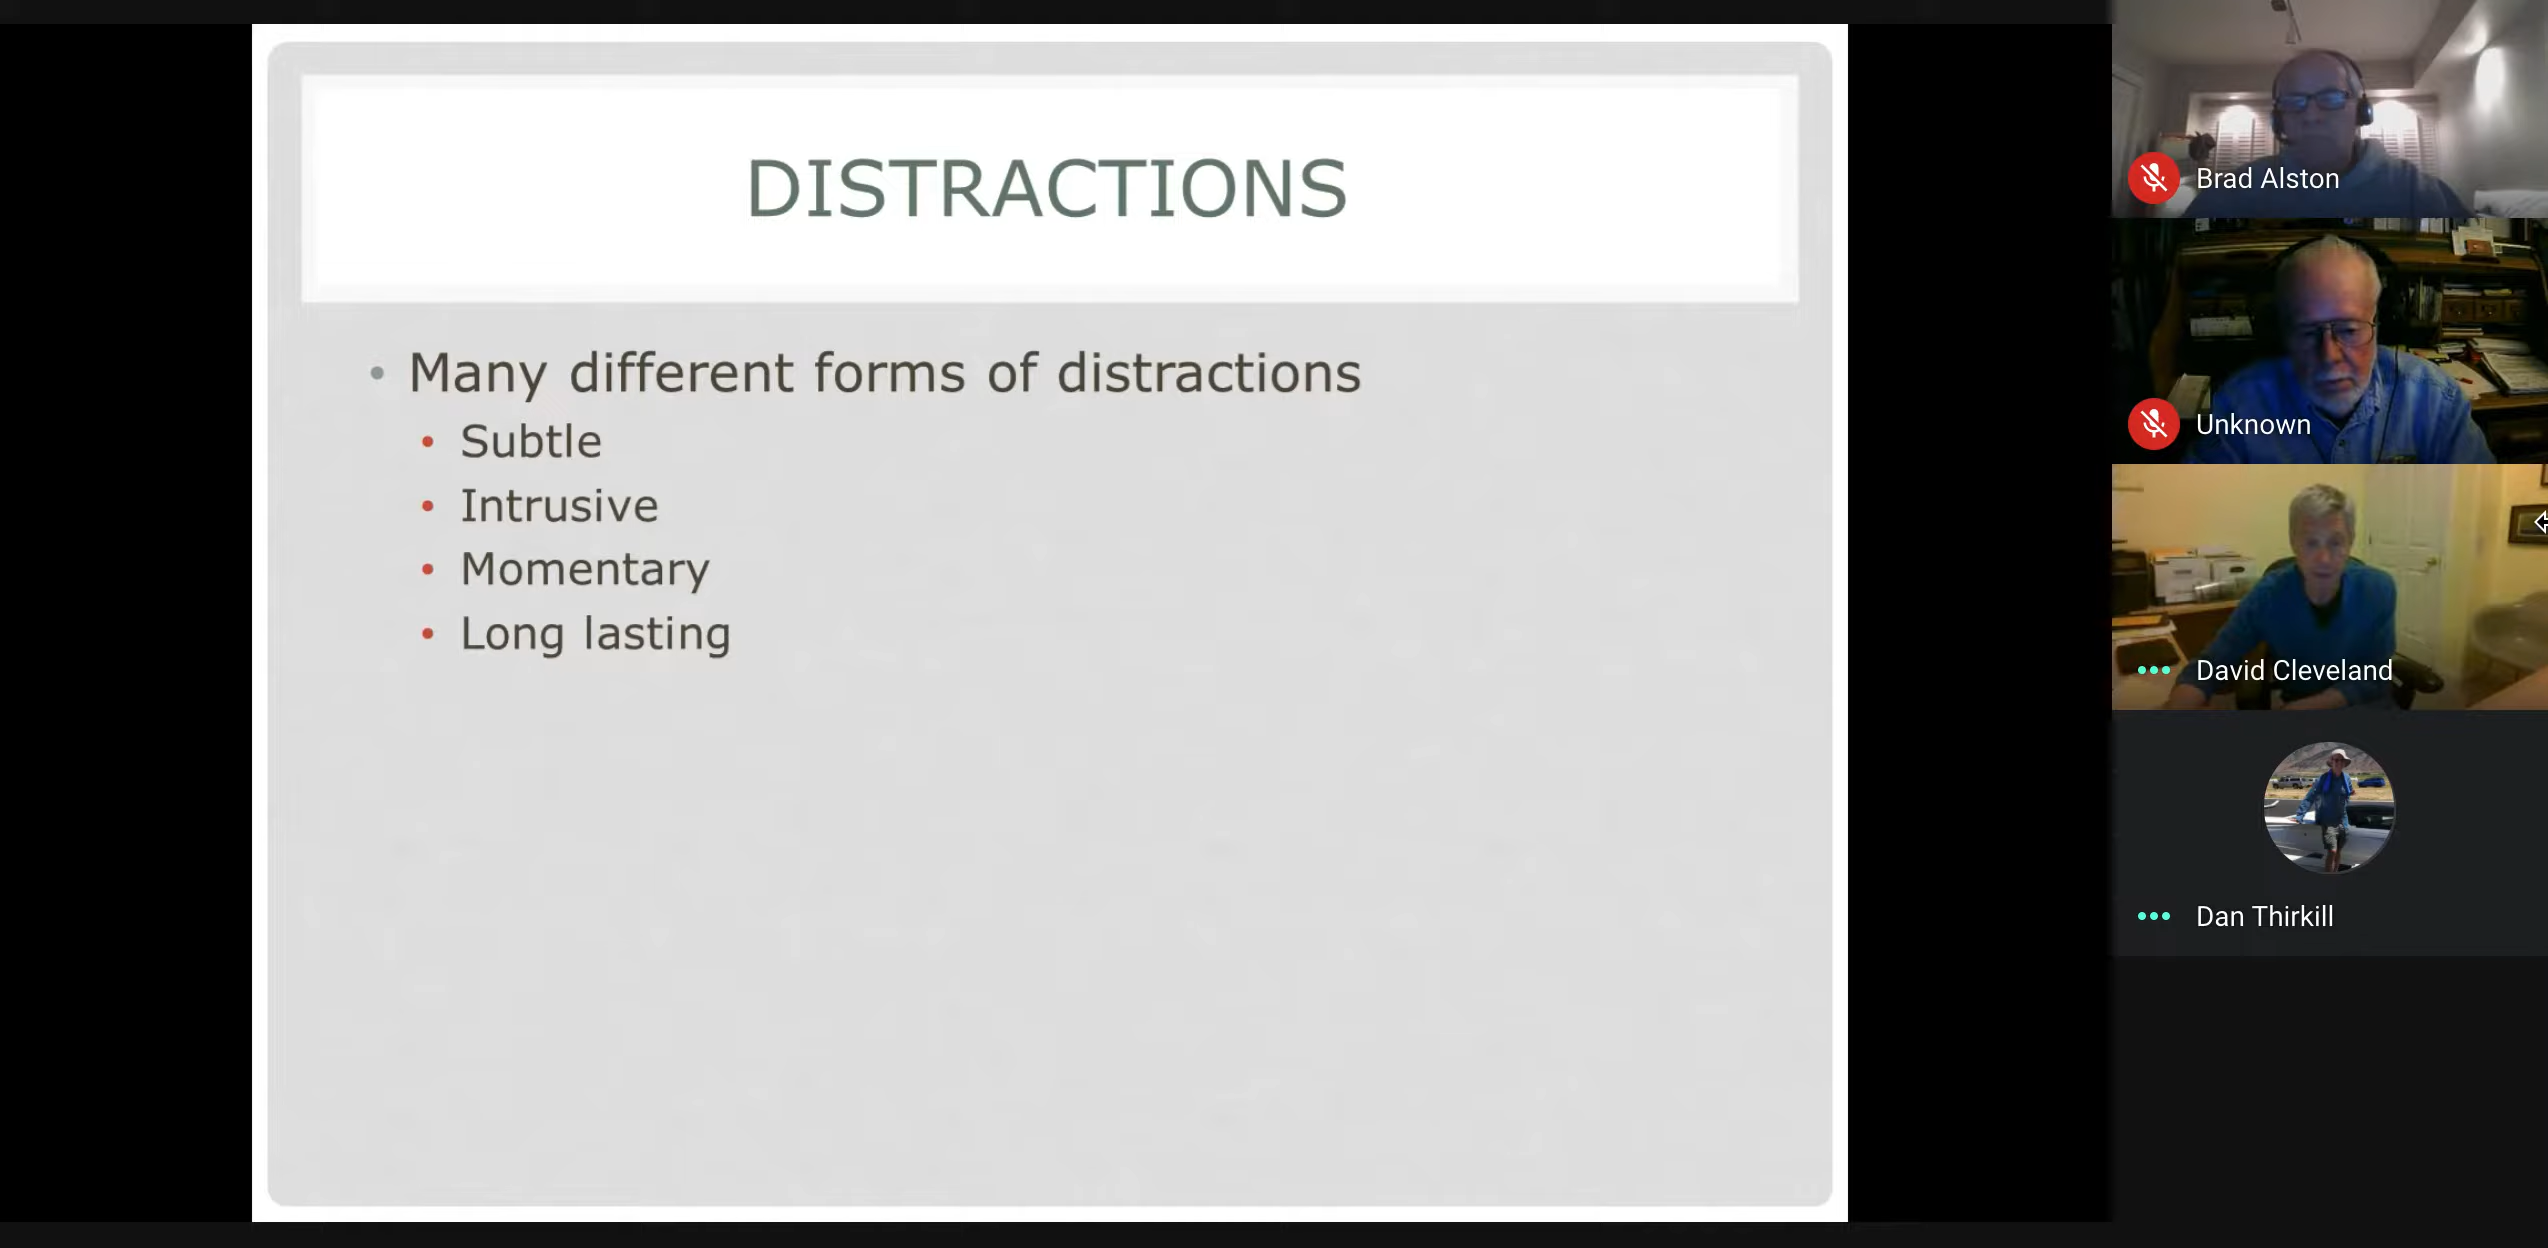 DISTRACTIONS
• Many different forms of distractions
• Subtle
• Intrusive
• Momentary
• Long lasting
Brad Alston
Unknown
David Cleveland
Dan Thirkill